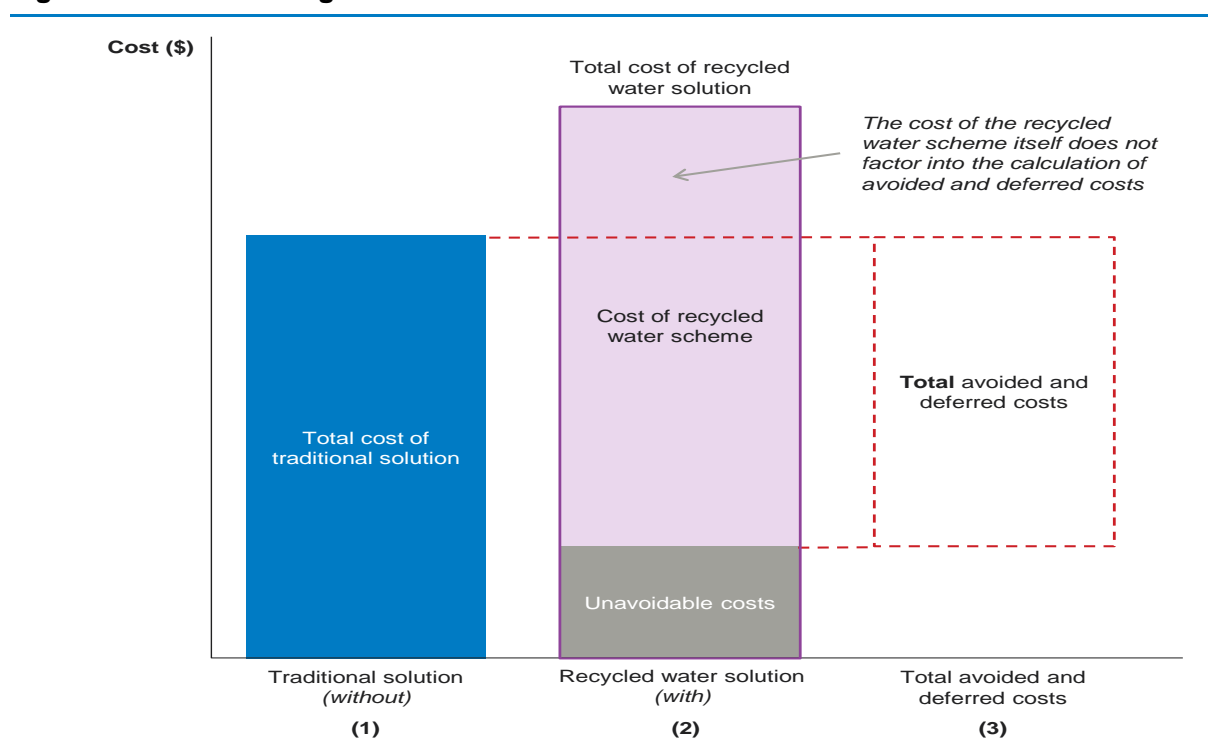 Cost ($)
Total cost of recycled
water solution
The cost of the recycled
water scheme itself does not
factor into the calculation of
avoided and deferred costs
Cost of recycled
water scheme
Total avoided and
deferred costs
Total cost of
traditional solution
Unavoidable costs
Traditional solution
(without)
(1)
Recycled water solution
(with)
(2)
Total avoided and
deferred costs
(3)